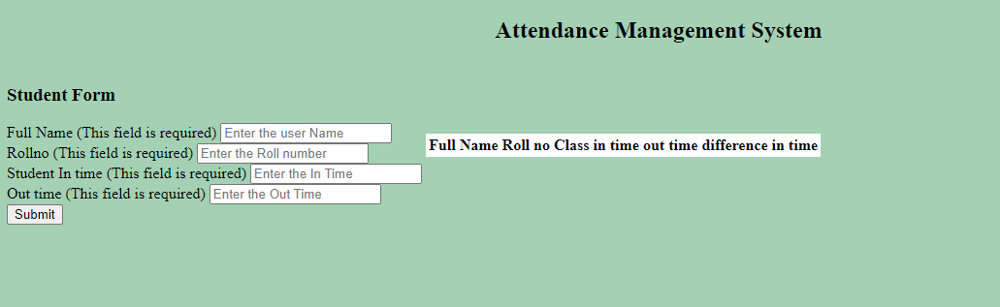 Attendance Management System
Student Form
Full Name (This field is required) Enter the user Name
Rollno (This field is required) Enter the Roll number
Student In time (This field is required) Enter the In Time
Out time (This field is required) Enter the Out Time
Submit
Full Name Roll no Class in time out time difference in time